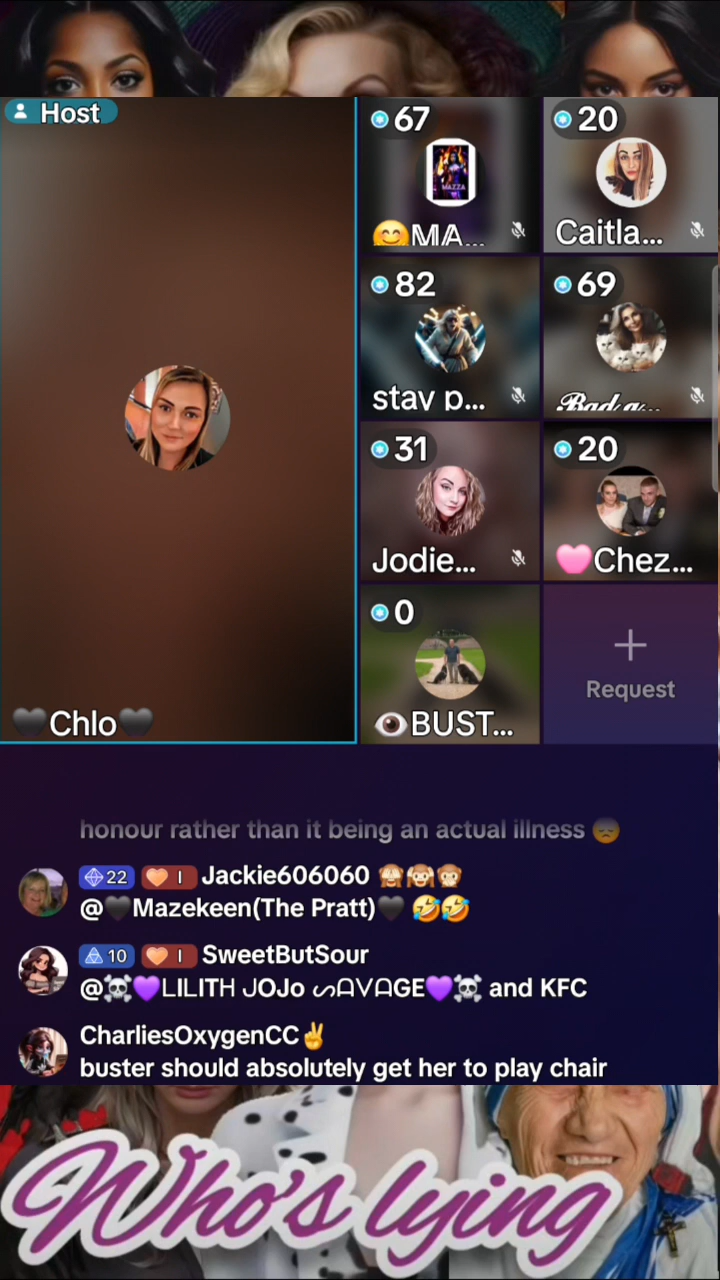 Host
67
🤗MA...
20
Caitla...
82
stav p...
69
Bad a...
31
Jodie...
20
🩷Chez...
0
👁BUST...
Request
🖤Chlo🖤
honour rather than it being an actual illness 😞
22 I Jackie606060 🙈🙉🐵
@🖤Mazekeen(The Pratt)🖤 🤣🤣
10 I SweetButSour
@☠️💜LILITH JOJo ᔕᗩᐯᗩGE💜☠️ and KFC
CharliesOxygenCC✌️
buster should absolutely get her to play chair
Who's lying